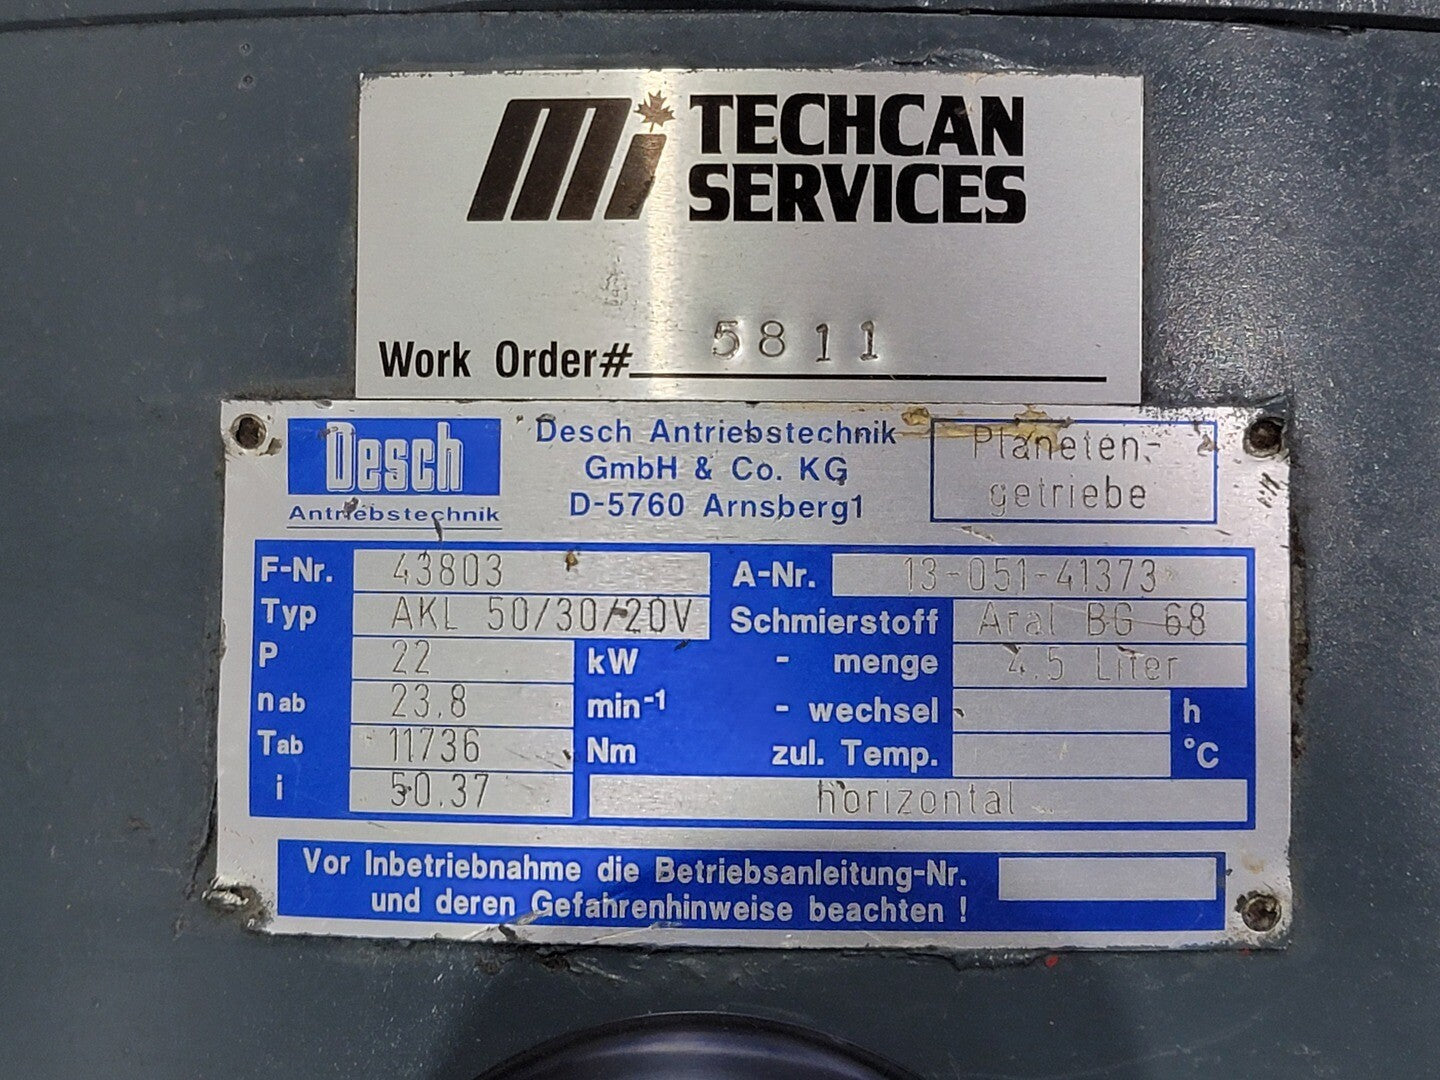 Mi TECHCAN
SERVICES
Work Order# 5811
Desch
Antriebstechnik
Desch Antriebstechnik
GmbH & Co. KG
D-5760 Arnsberg1
Planeten-
getriebe
F-Nr. 43803 A-Nr. 13-051-41373
Typ AKL 50/30/20V Schmierstoff Aral BG 68
P 22 kW - menge 4.5 Liter
nab 23.8 min-1 - wechsel h
Tab 11736 Nm zul. Temp. °C
i 50.37 horizontal
Vor Inbetriebnahme die Betriebsanleitung-Nr.
und deren Gefahrenhinweise beachten !